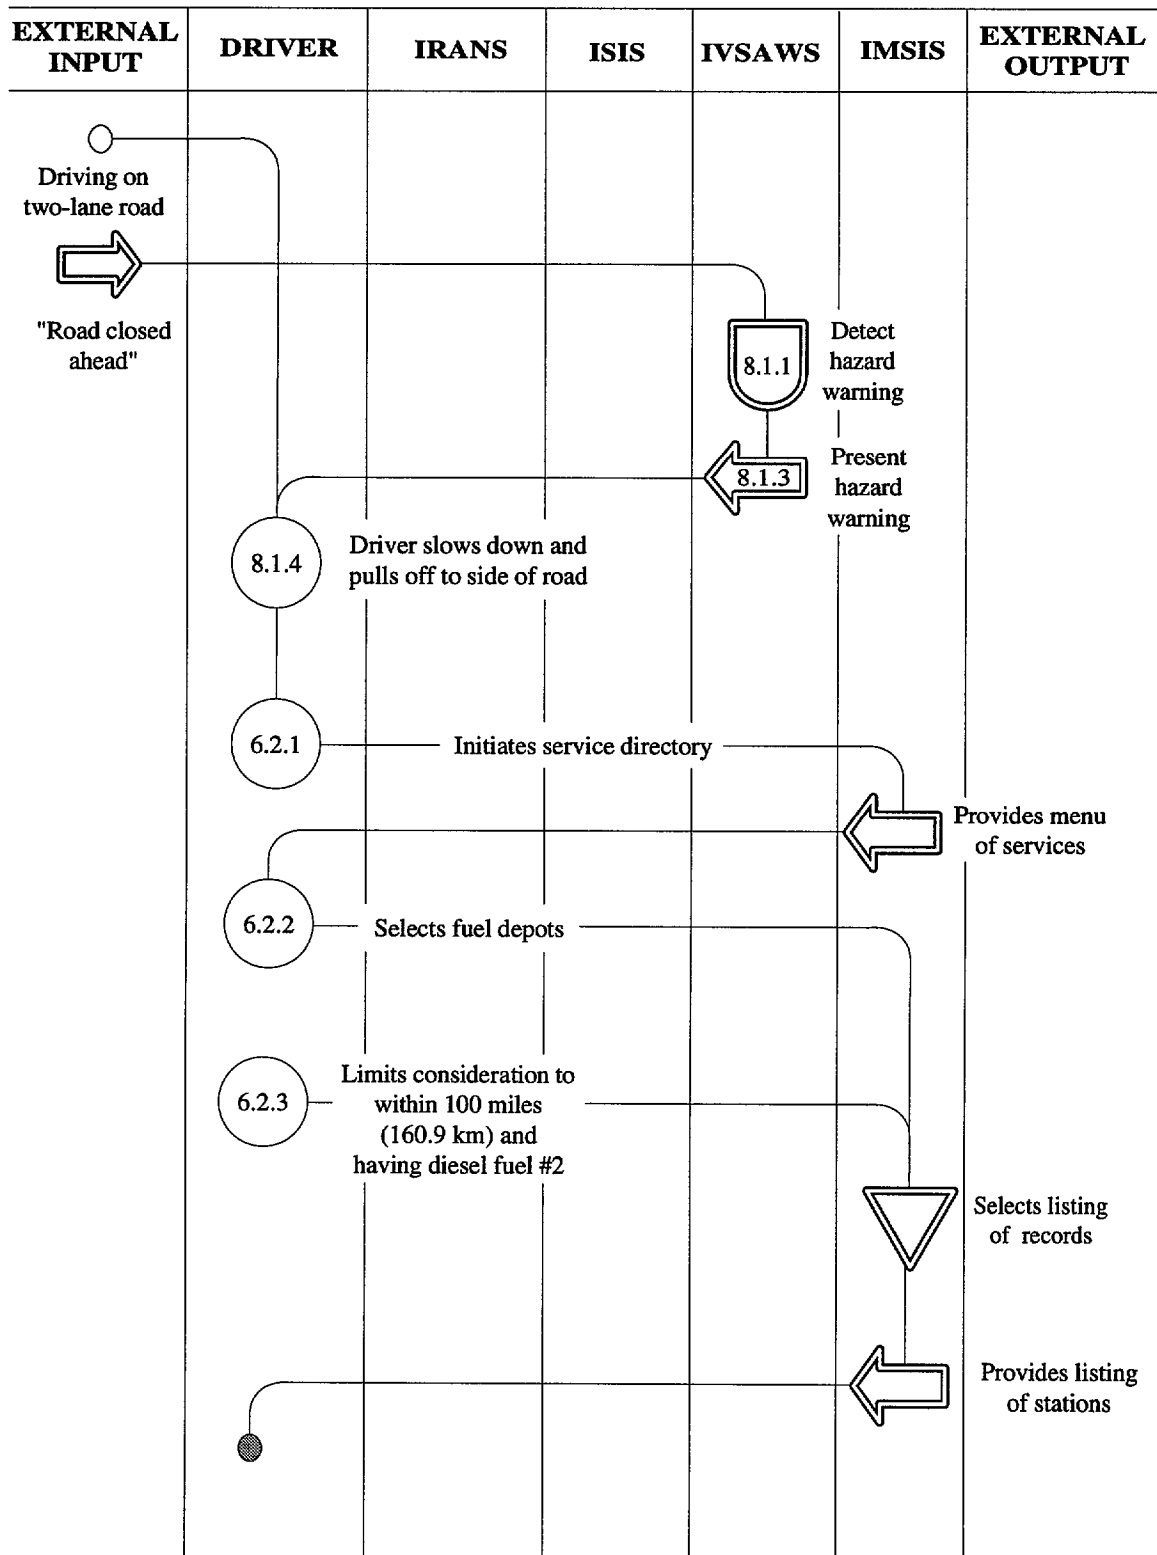 EXTERNAL
INPUT
DRIVER
IRANS
ISIS
IVSAWS
IMSIS
EXTERNAL
OUTPUT
Driving on
two-lane road
"Road closed
ahead"
8.1.1
Detect
hazard
warning
8.1.3
Present
hazard
warning
8.1.4
Driver slows down and
pulls off to side of road
6.2.1
Initiates service directory
Provides menu
of services
6.2.2
Selects fuel depots
6.2.3
Limits consideration to
within 100 miles
(160.9 km) and
having diesel fuel #2
Selects listing
of records
Provides listing
of stations